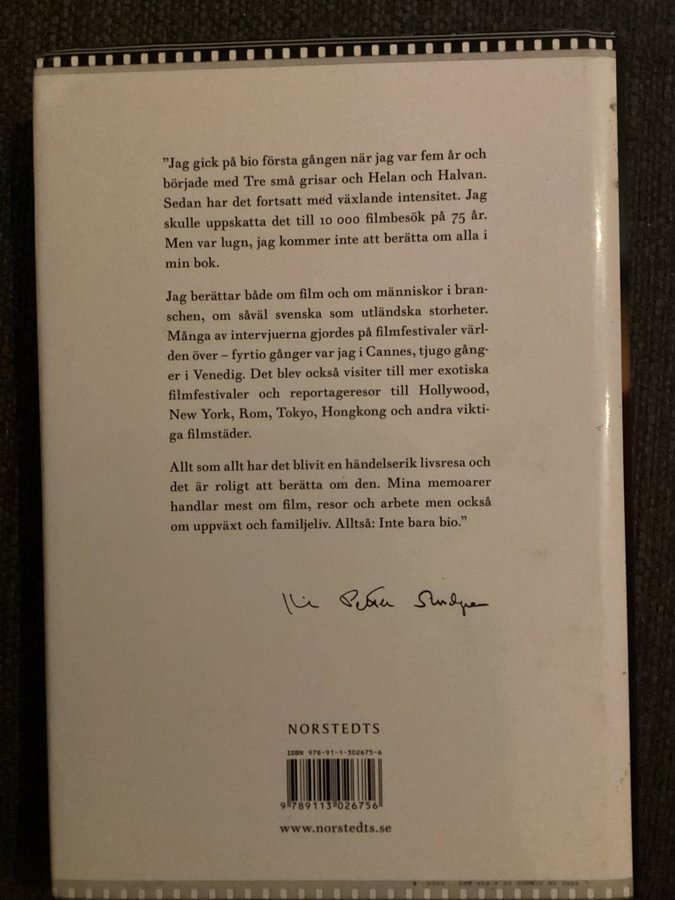 ”Jag gick på bio första gången när jag var fem år och
började med Tre små grisar och Helan och Halvan.
Sedan har det fortsatt med växlande intensitet. Jag
skulle uppskatta det till 10 000 filmbesök på 75 år.
Men var lugn, jag kommer inte att berätta om alla i
min bok.
Jag berättar både om film och om människor i bran-
schen, om såväl svenska som utländska storheter.
Många av intervjuerna gjordes på filmfestivaler värl-
den över – fyrtio gånger var jag i Cannes, tjugo gång-
er i Venedig. Det blev också visiter till mer exotiska
filmfestivaler och reportageresor till Hollywood,
New York, Rom, Tokyo, Hongkong och andra vikti-
ga filmstäder.
Allt som allt har det blivit en händelserik livsresa och
det är roligt att berätta om den. Mina memoarer
handlar mest om film, resor och arbete men också
om uppväxt och familjeliv. Alltså: Inte bara bio.”
NORSTEDTS
ISBN 978-91-1-302675-6
9 789113 026756
www.norstedts.se